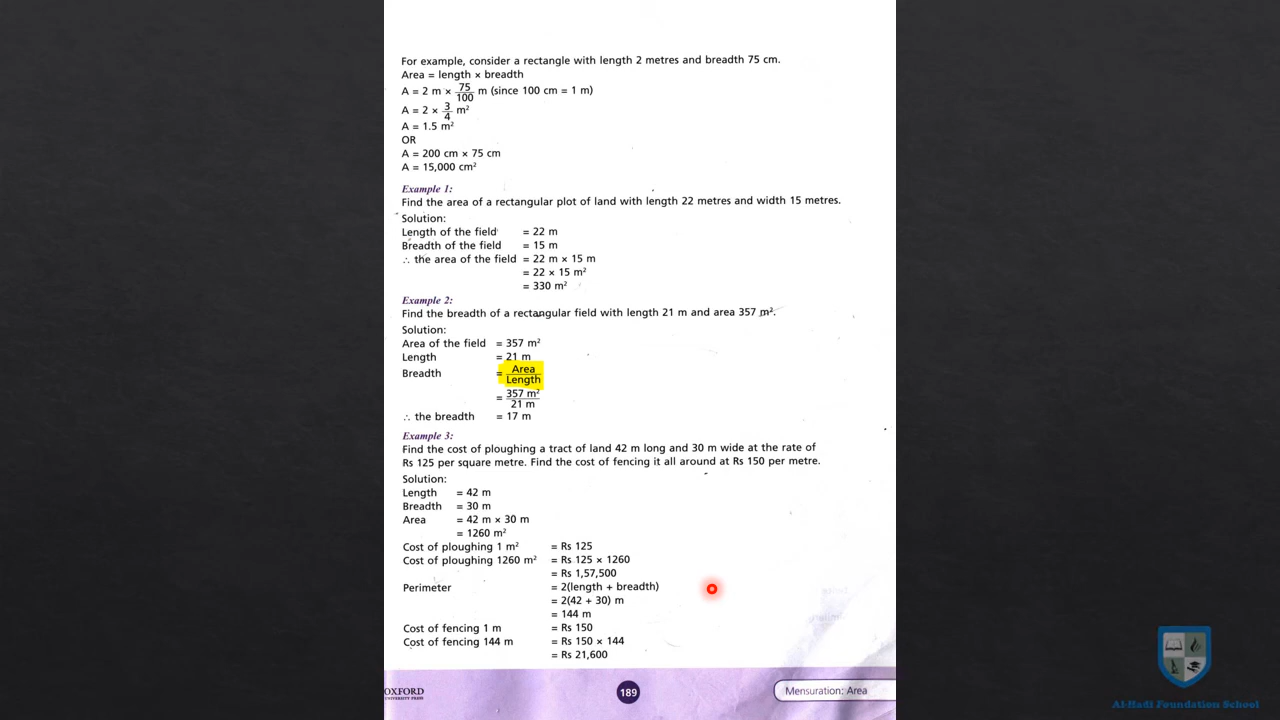 For example, consider a rectangle with length 2 metres and breadth 75 cm.
Area = length × breadth
A = 2 m × 75/100 m (since 100 cm = 1 m)
A = 2 × 3/4 m²
A = 1.5 m²
OR
A = 200 cm × 75 cm
A = 15,000 cm²
Example 1:
Find the area of a rectangular plot of land with length 22 metres and width 15 metres.
Solution:
Length of the field = 22 m
Breadth of the field = 15 m
∴ the area of the field = 22 m × 15 m
= 22 × 15 m²
= 330 m²
Example 2:
Find the breadth of a rectangular field with length 21 m and area 357 m².
Solution:
Area of the field = 357 m²
Length = 21 m
Breadth = Area/Length
= 357 m²/21 m
∴ the breadth = 17 m
Example 3:
Find the cost of ploughing a tract of land 42 m long and 30 m wide at the rate of
Rs 125 per square metre. Find the cost of fencing it all around at Rs 150 per metre.
Solution:
Length = 42 m
Breadth = 30 m
Area = 42 m × 30 m
= 1260 m²
Cost of ploughing 1 m² = Rs 125
Cost of ploughing 1260 m² = Rs 125 × 1260
= Rs 1,57,500
Perimeter = 2(length + breadth)
= 2(42 + 30) m
= 144 m
Cost of fencing 1 m = Rs 150
Cost of fencing 144 m = Rs 150 × 144
= Rs 21,600
OXFORD
UNIVERSITY PRESS
189
Mensuration: Area
Al-Hadi Foundation School